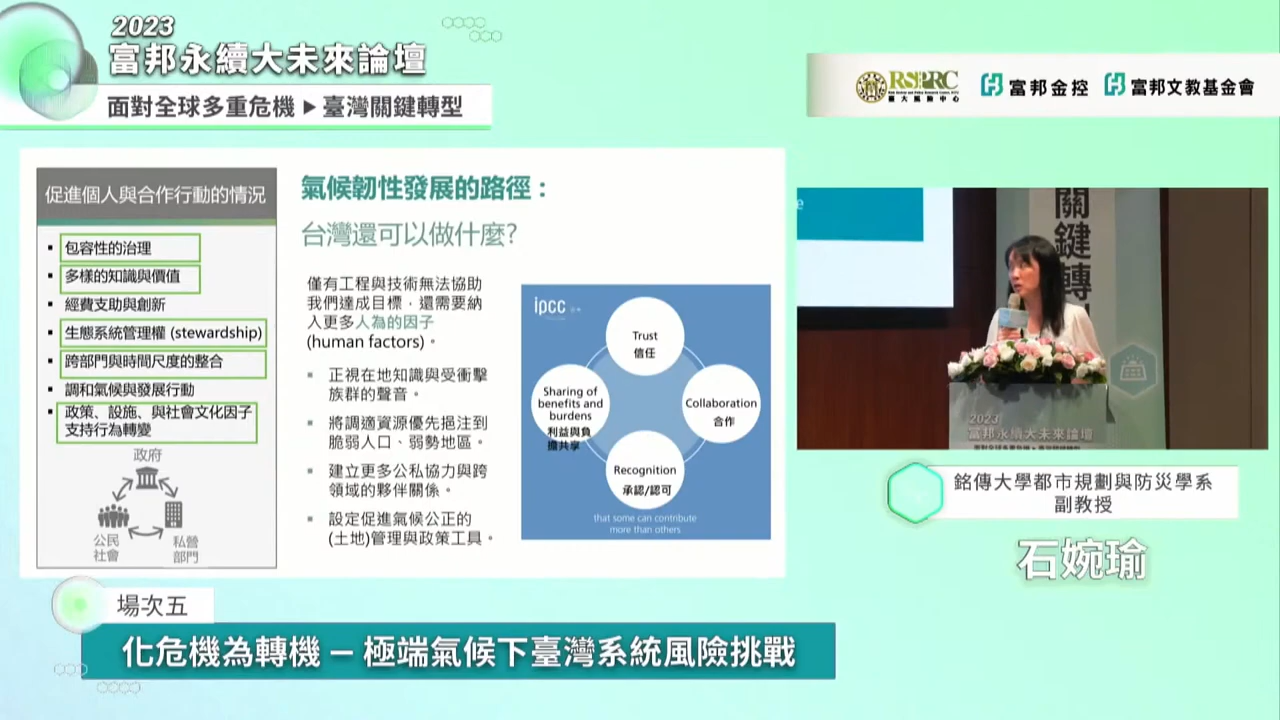 2023
富邦永續大未來論壇
面對全球多重危機 ▶ 臺灣關鍵轉型
RSPRC
臺大風險中心
富邦金控
富邦文教基金會
促進個人與合作行動的情況
▪ 包容性的治理
▪ 多樣的知識與價值
▪ 經費支助與創新
▪ 生態系統管理權 (stewardship)
▪ 跨部門與時間尺度的整合
▪ 調和氣候與發展行動
▪ 政策、設施、與社會文化因子
支持行為轉變
政府
公民
社會
私營
部門
氣候韌性發展的路徑：
台灣還可以做什麼?
僅有工程與技術無法協助
我們達成目標，還需要納
入更多人為的因子
(human factors)。
▪ 正視在地知識與受衝擊
族群的聲音。
▪ 將調適資源優先挹注到
脆弱人口、弱勢地區。
▪ 建立更多公私協力與跨
領域的夥伴關係。
▪ 設定促進氣候公正的
(土地)管理與政策工具。
ipcc
Trust
信任
Sharing of
benefits and
burdens
利益與負
擔共享
Collaboration
合作
Recognition
承認/認可
that some can contribute
more than others
e
關鍵轉
2023
富邦永續大未來論壇
銘傳大學都市規劃與防災學系
副教授
石婉瑜
場次五
化危機為轉機 – 極端氣候下臺灣系統風險挑戰